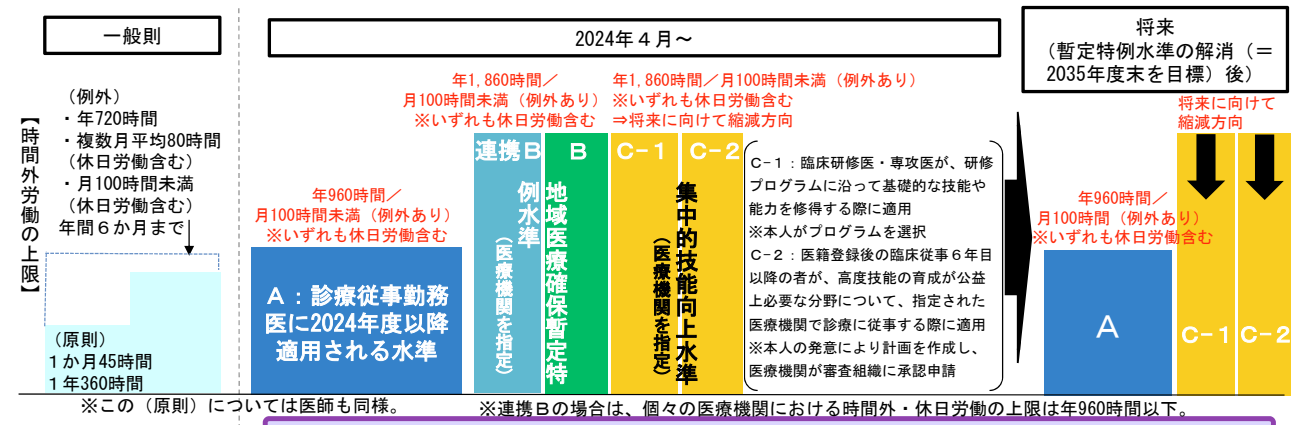 一般則
2024年４月～
将来
（暫定特例水準の解消（＝
2035年度末を目標）後）
【時間外労働の上限】
（例外）
・年720時間
・複数月平均80時間
（休日労働含む）
・月100時間未満
（休日労働含む）
年間６か月まで
（原則）
１か月45時間
１年360時間
年960時間／
月100時間未満（例外あり）
※いずれも休日労働含む
Ａ：診療従事勤務
医に2024年度以降
適用される水準
年1,860時間／
月100時間未満（例外あり）
※いずれも休日労働含む
連携Ｂ
Ｂ
地域医療確保暫定特
例水準
（医療機関を指定）
年1,860時間／月100時間未満（例外あり）
※いずれも休日労働含む
⇒将来に向けて縮減方向
Ｃ－１
Ｃ－２
集中的技能向上水準
（医療機関を指定）
Ｃ－１：臨床研修医・専攻医が、研修
プログラムに沿って基礎的な技能や
能力を修得する際に適用
※本人がプログラムを選択
Ｃ－２：医籍登録後の臨床従事６年目
以降の者が、高度技能の育成が公益
上必要な分野について、指定された
医療機関で診療に従事する際に適用
※本人の発意により計画を作成し、
医療機関が審査組織に承認申請
将来に向けて
縮減方向
年960時間／
月100時間（例外あり）
※いずれも休日労働含む
Ａ
Ｃ－１
Ｃ－２
※この（原則）については医師も同様。
※連携Ｂの場合は、個々の医療機関における時間外・休日労働の上限は年960時間以下。